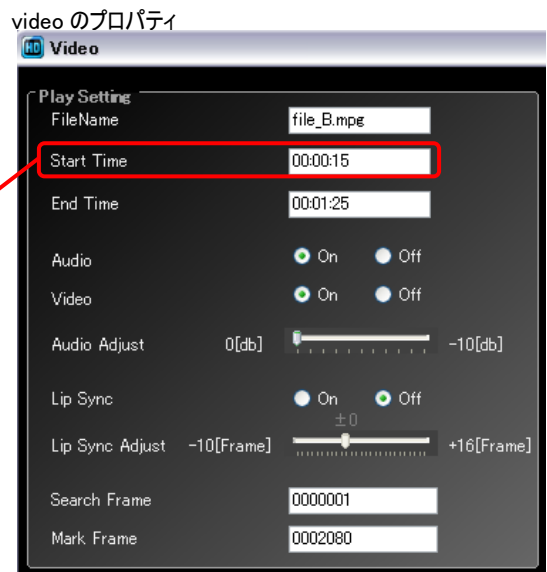 video のプロパティ
HD Video
Play Setting
FileName file_B.mpg
Start Time 00:00:15
End Time 00:01:25
Audio On Off
Video On Off
Audio Adjust 0[db] -10[db]
Lip Sync On Off
±0
Lip Sync Adjust -10[Frame] +16[Frame]
Search Frame 0000001
Mark Frame 0002080